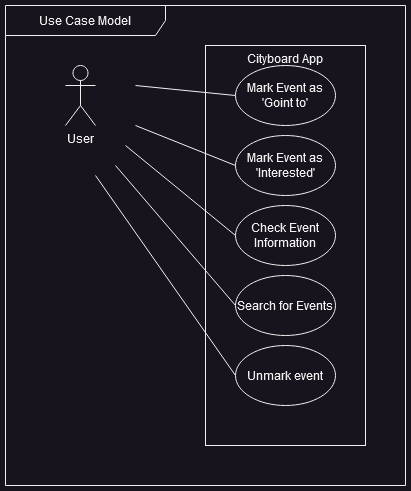 Use Case Model
Cityboard App
Mark Event as
'Goint to'
User
Mark Event as
'Interested'
Check Event
Information
Search for Events
Unmark event